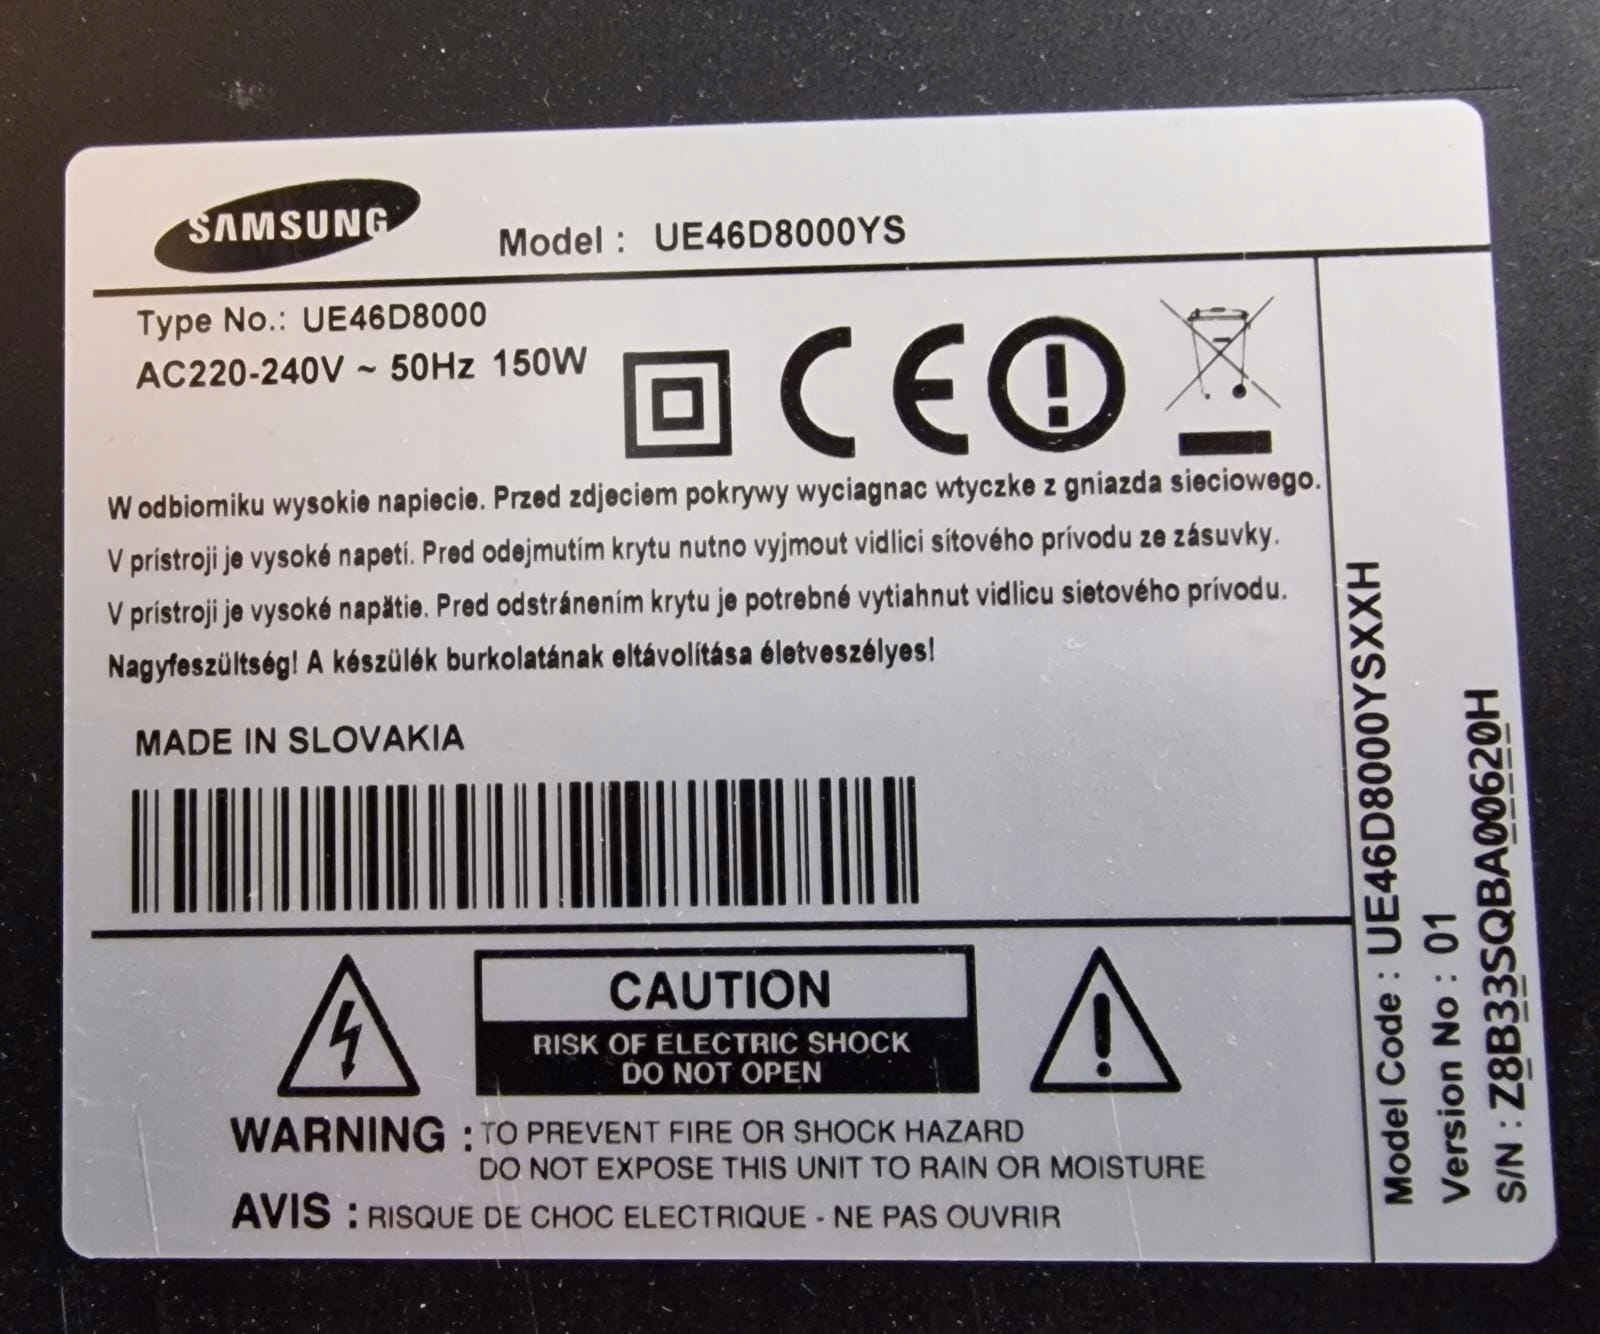 SAMSUNG
Model : UE46D8000YS
Type No.: UE46D8000
AC220-240V ~ 50Hz 150W
W odbiorniku wysokie napiecie. Przed zdjeciem pokrywy wyciagnac wtyczke z gniazda sieciowego.
V prístroji je vysoké napetí. Pred odejmutím krytu nutno vyjmout vidlici sítového prívodu ze zásuvky.
V prístroji je vysoké napätie. Pred odstránením krytu je potrebné vytiahnut vidlicu sietového prívodu.
Nagyfeszültség! A készülék burkolatának eltávolítása életveszélyes!
MADE IN SLOVAKIA
CAUTION
RISK OF ELECTRIC SHOCK
DO NOT OPEN
WARNING : TO PREVENT FIRE OR SHOCK HAZARD
DO NOT EXPOSE THIS UNIT TO RAIN OR MOISTURE
AVIS : RISQUE DE CHOC ELECTRIQUE - NE PAS OUVRIR
Model Code : UE46D8000YSXXH
Version No : 01
S/N : Z8B33SQBA00620H